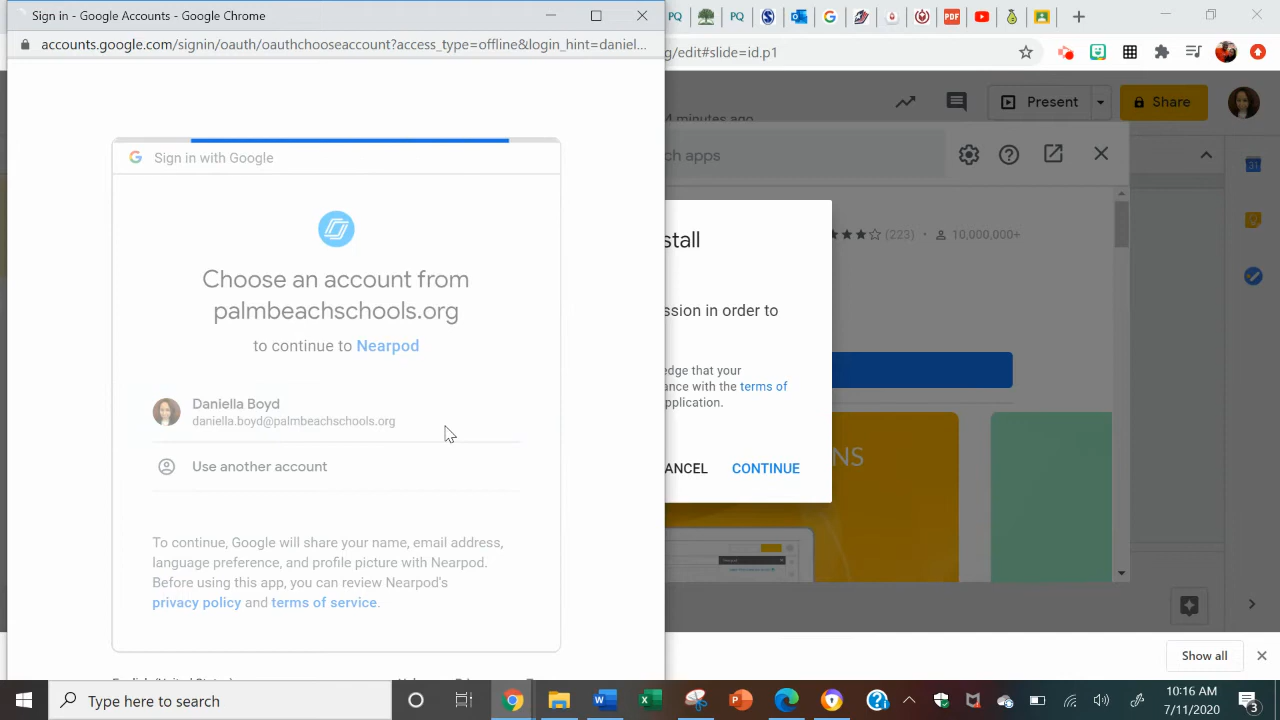 Sign in - Google Accounts - Google Chrome
accounts.google.com/signin/oauth/oauthchooseaccount?access_type=offline&login_hint=daniel...
g/edit#slide=id.p1
4 minutes ago
Present
Share
Sign in with Google
ch apps
stall
(223) · 10,000,000+
Choose an account from
palmbeachschools.org
to continue to Nearpod
ssion in order to
edge that your
ance with the terms of
pplication.
Daniella Boyd
daniella.boyd@palmbeachschools.org
Use another account
ANCEL CONTINUE
NS
To continue, Google will share your name, email address,
language preference, and profile picture with Nearpod.
Before using this app, you can review Nearpod's
privacy policy and terms of service.
Show all
Type here to search
10:16 AM
7/11/2020
3